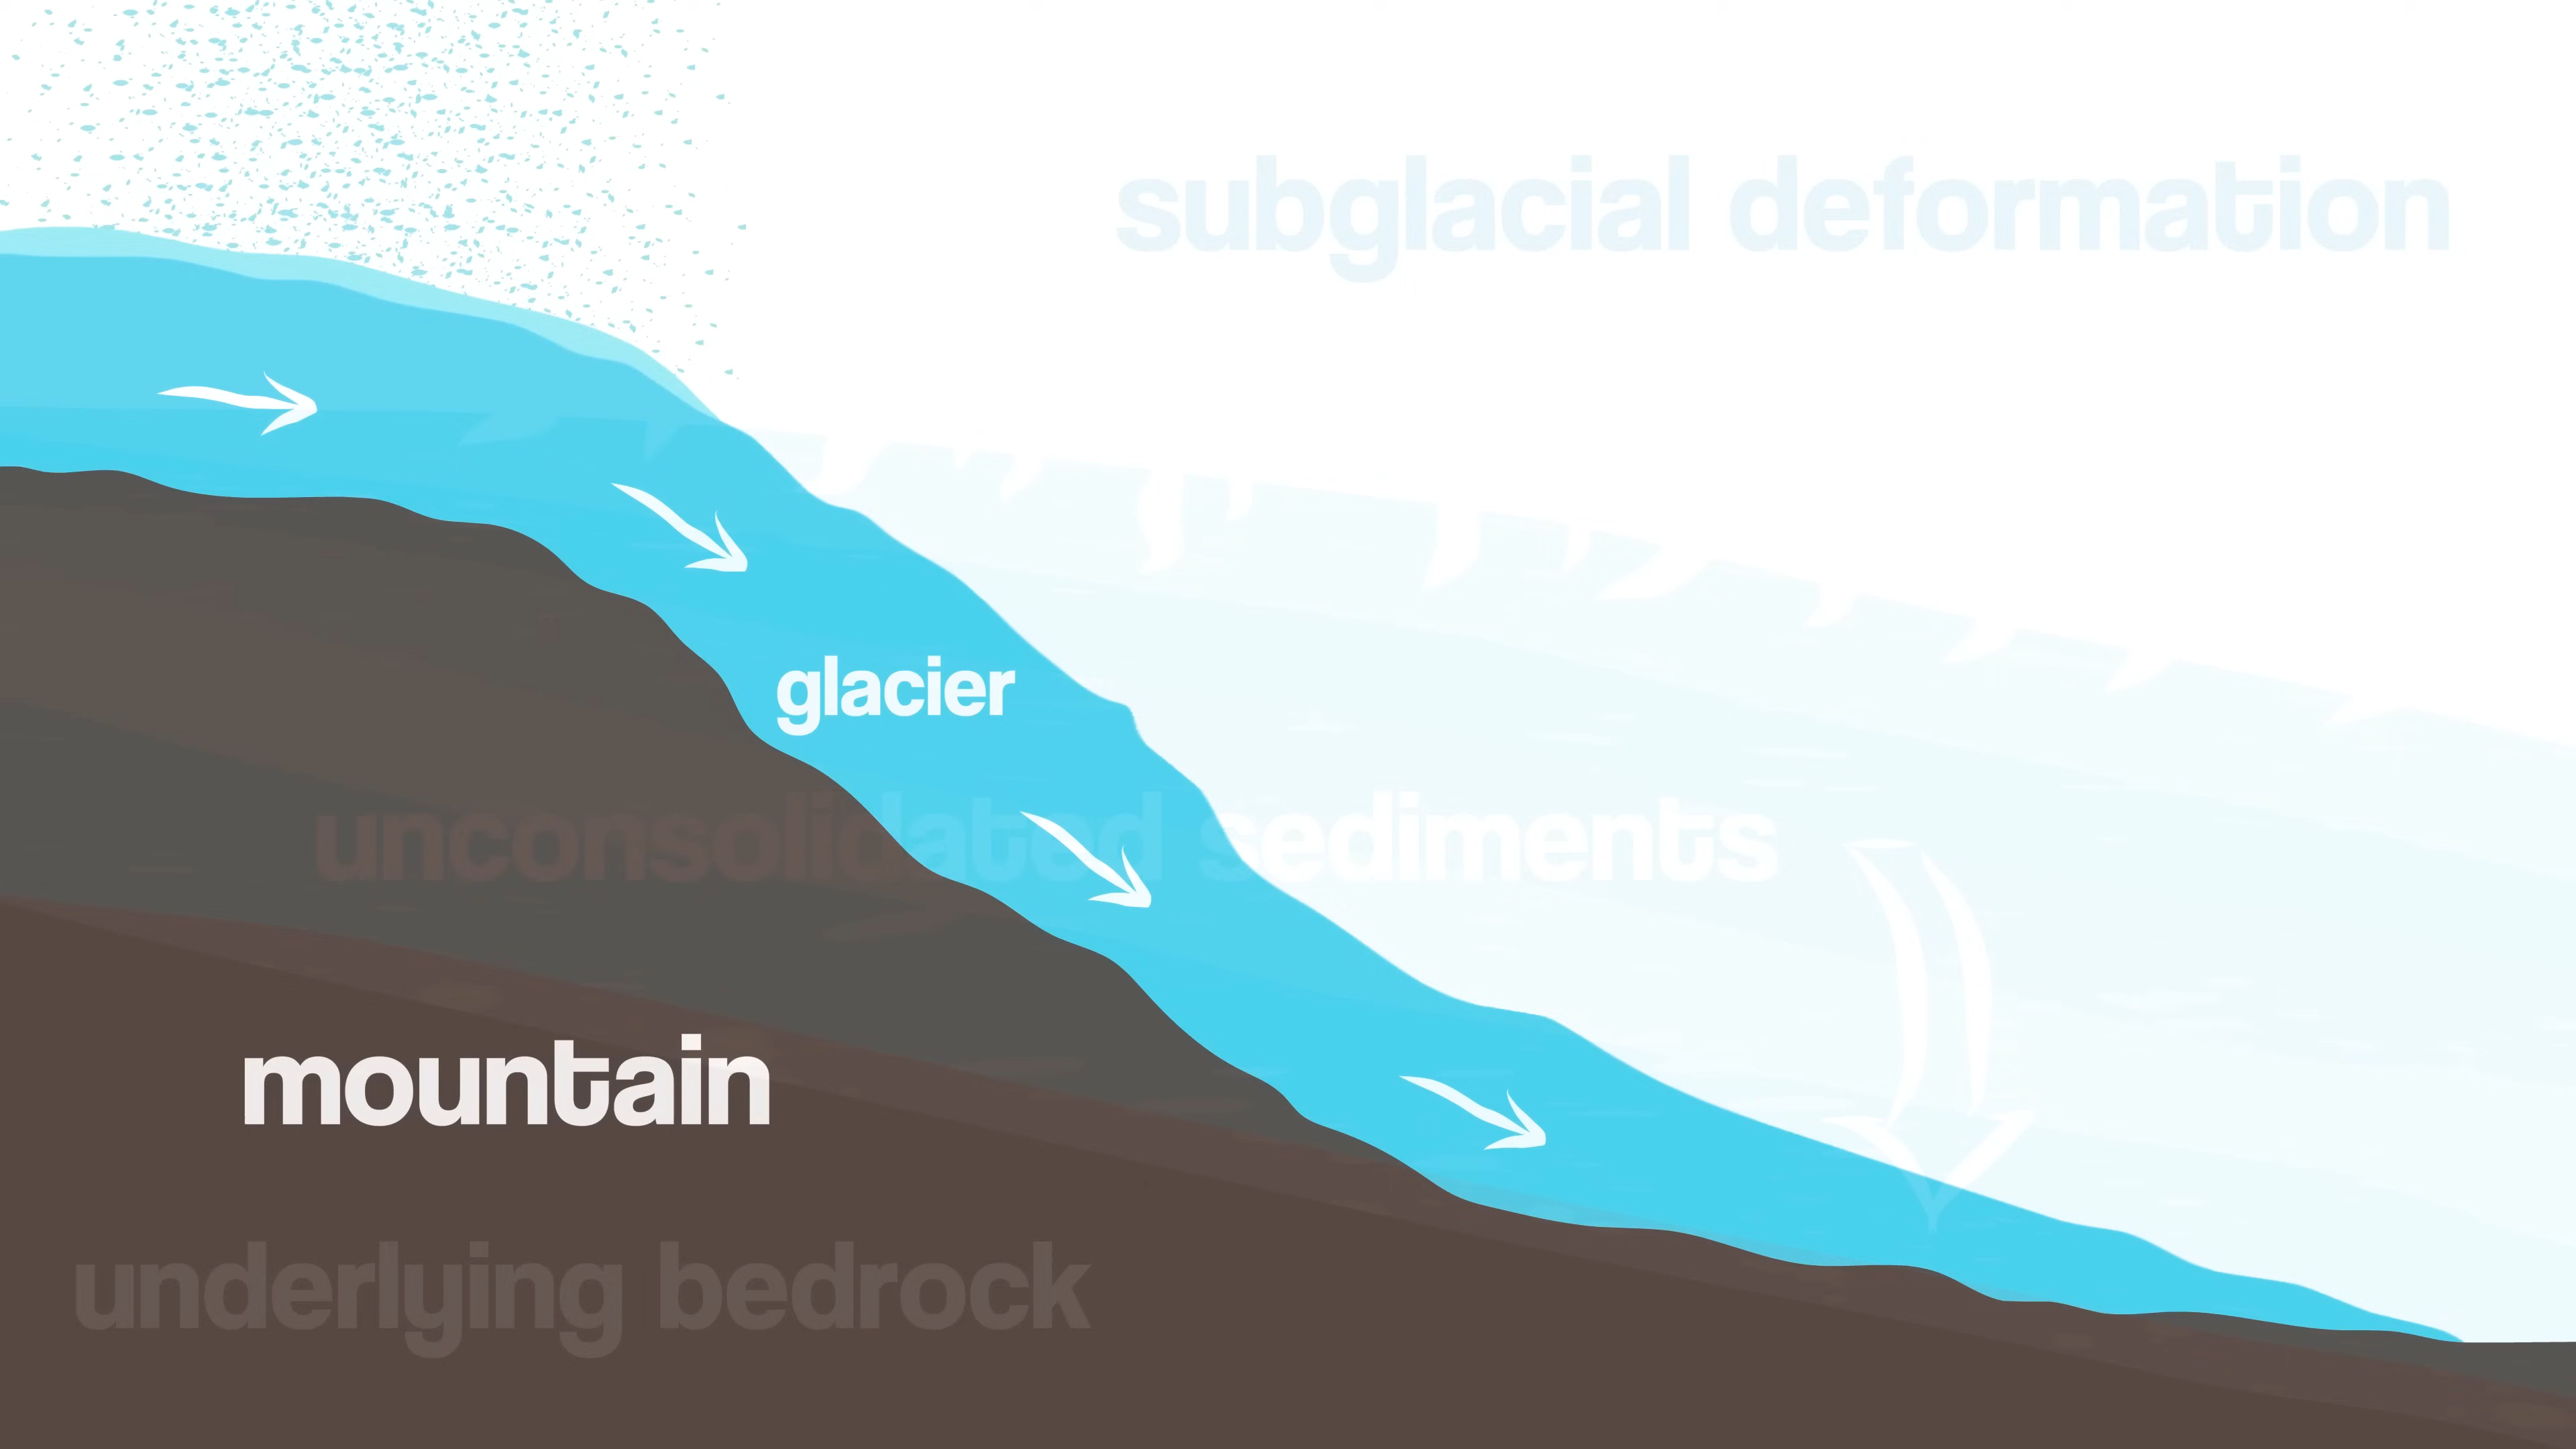 subglacial deformation
glacier
unconsolidated sediments
mountain
underlying bedrock